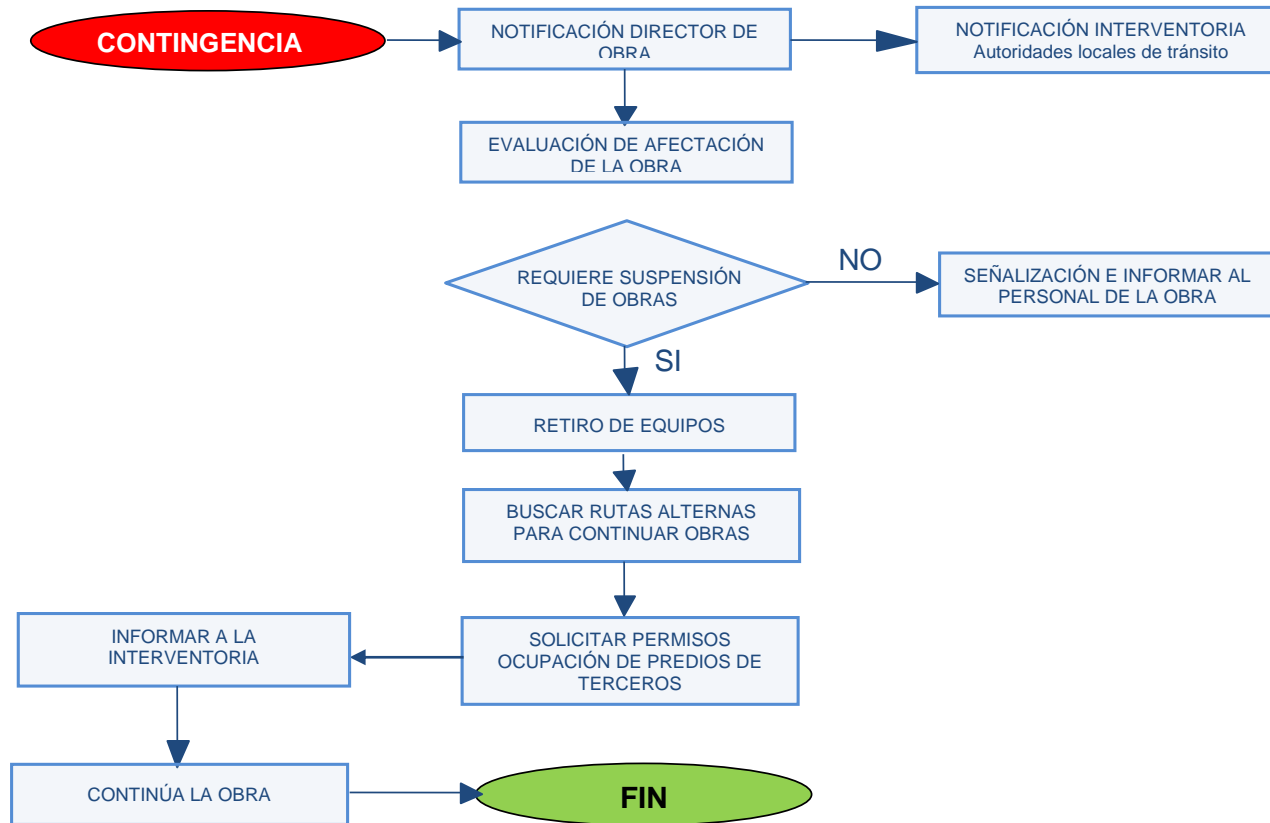 CONTINGENCIA
NOTIFICACIÓN DIRECTOR DE
OBRA
NOTIFICACIÓN INTERVENTORIA
Autoridades locales de tránsito
EVALUACIÓN DE AFECTACIÓN
DE LA OBRA
REQUIERE SUSPENSIÓN
DE OBRAS
NO
SEÑALIZACIÓN E INFORMAR AL
PERSONAL DE LA OBRA
SI
RETIRO DE EQUIPOS
BUSCAR RUTAS ALTERNAS
PARA CONTINUAR OBRAS
SOLICITAR PERMISOS
OCUPACIÓN DE PREDIOS DE
TERCEROS
INFORMAR A LA
INTERVENTORIA
CONTINÚA LA OBRA
FIN